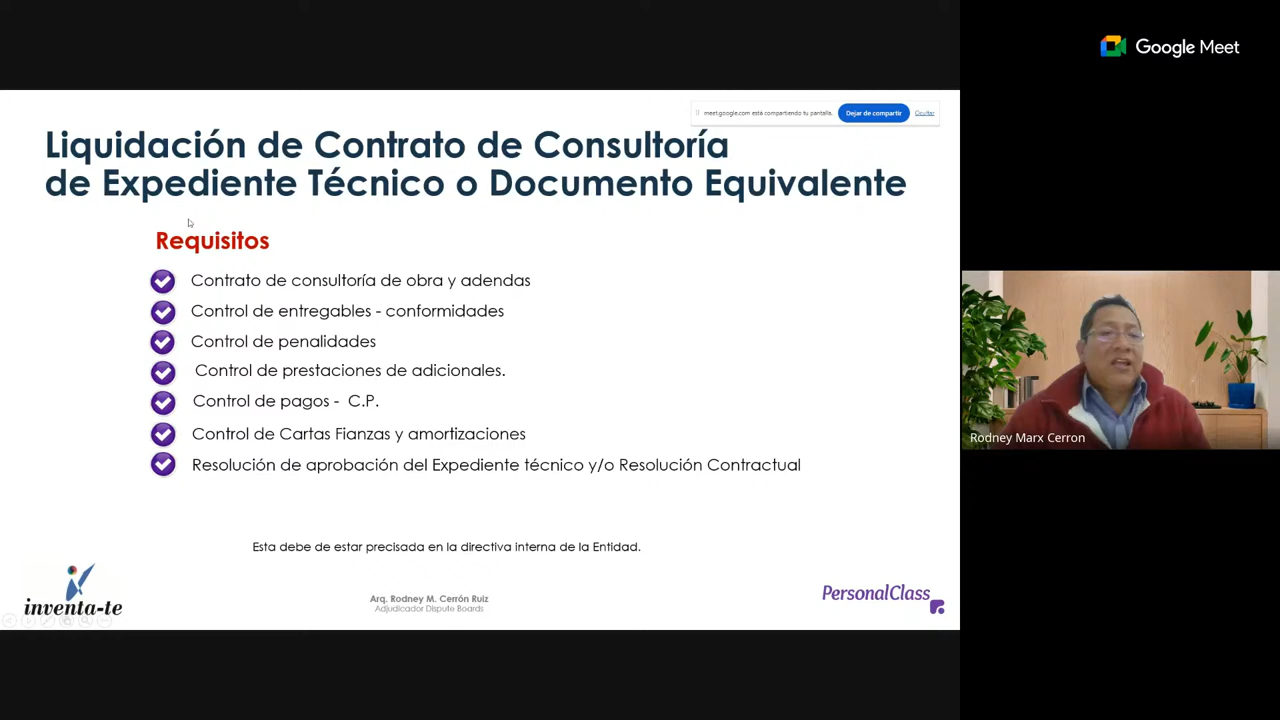 Google Meet
meet.google.com está compartiendo tu pantalla.
Dejar de compartir
Ocultar
Liquidación de Contrato de Consultoría
de Expediente Técnico o Documento Equivalente
Requisitos
Contrato de consultoría de obra y adendas
Control de entregables - conformidades
Control de penalidades
Control de prestaciones de adicionales.
Control de pagos - C.P.
Control de Cartas Fianzas y amortizaciones
Resolución de aprobación del Expediente técnico y/o Resolución Contractual
Rodney Marx Cerron
Esta debe de estar precisada en la directiva interna de la Entidad.
inventa-te
Arq. Rodney M. Cerrón Ruiz
Adjudicador Dispute Boards
PersonalClass